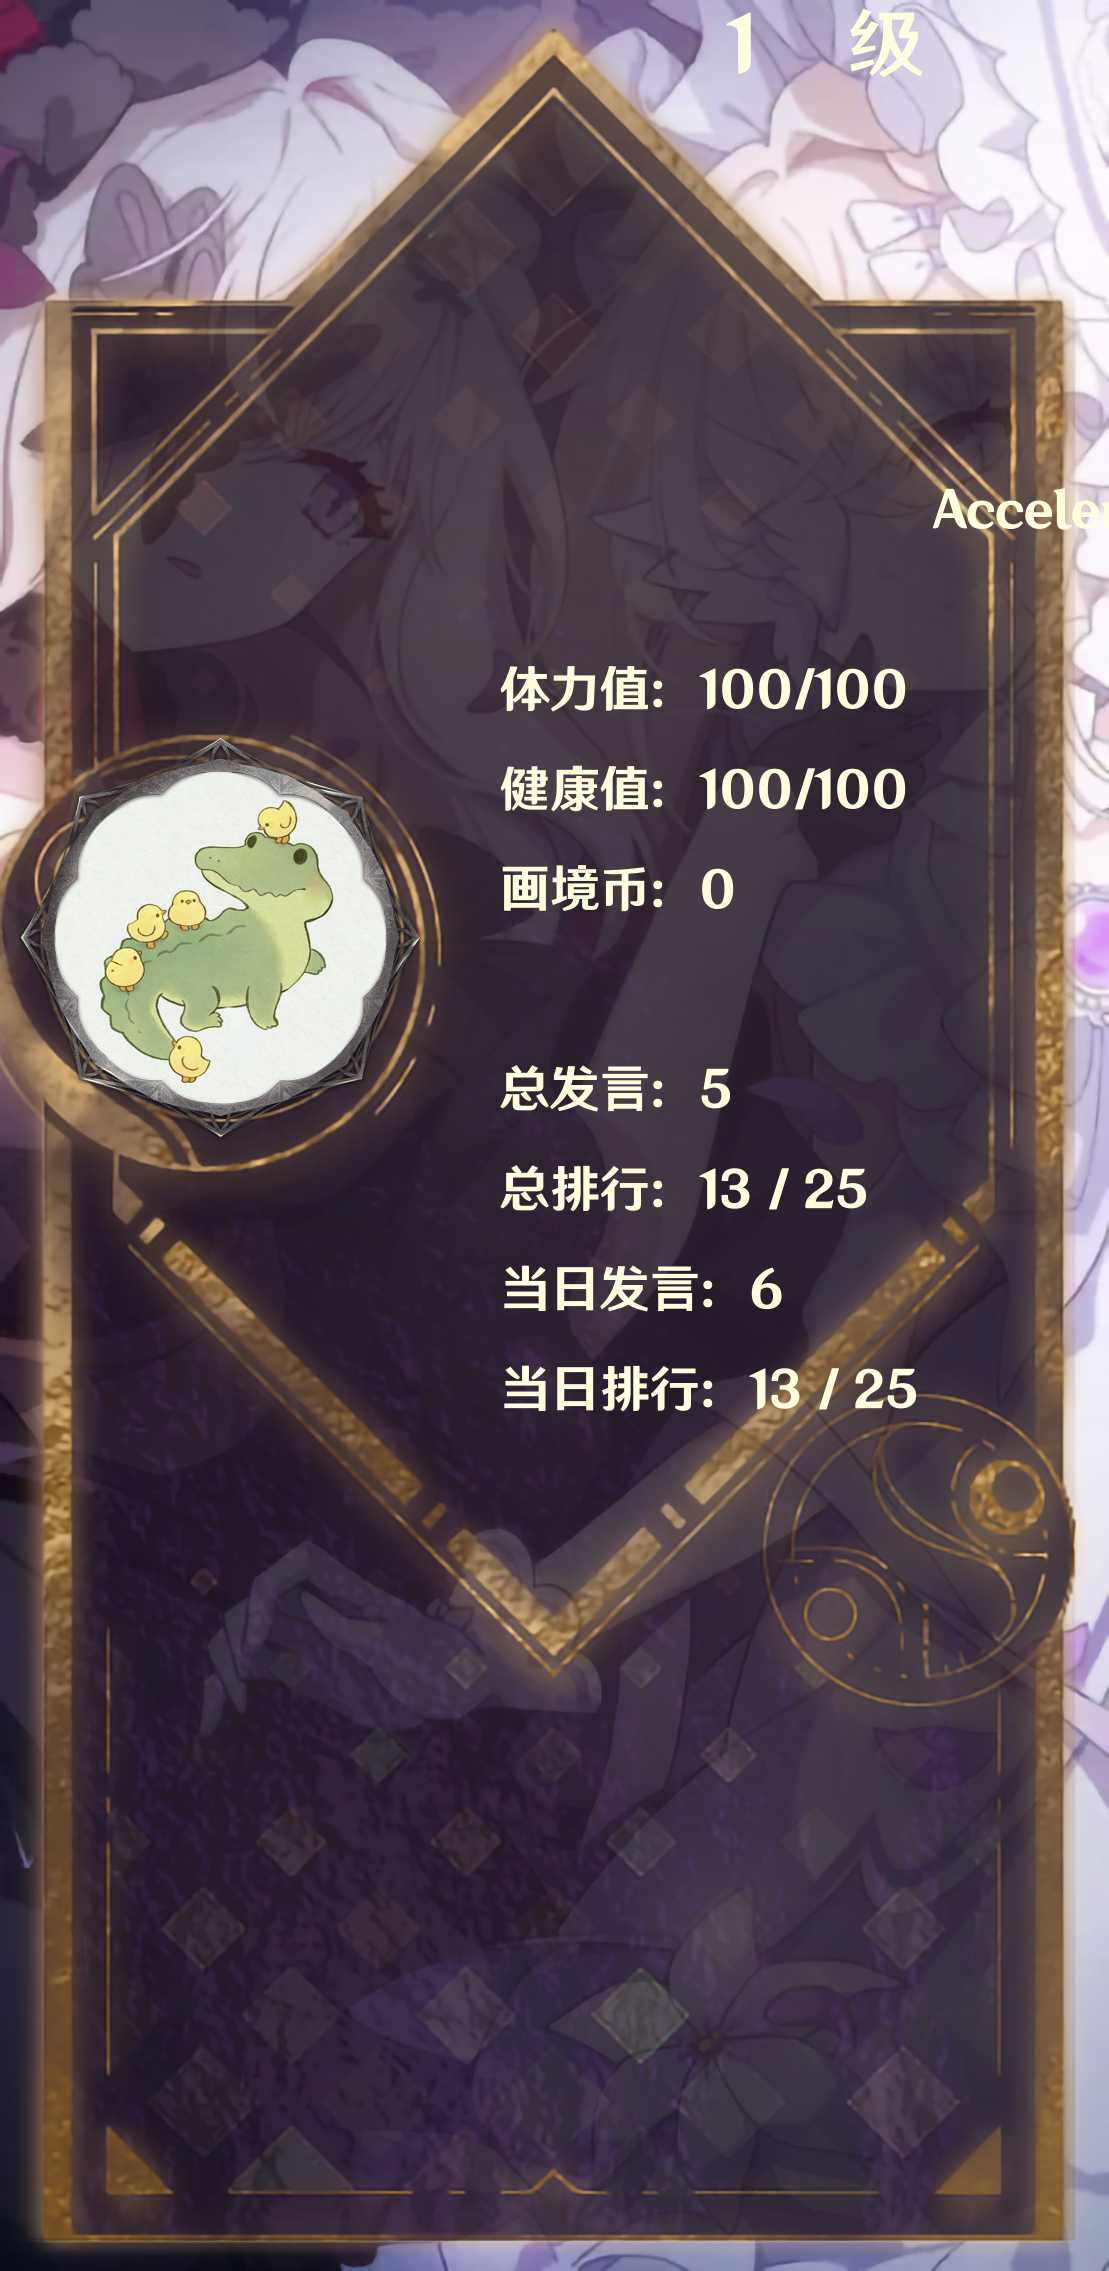 1 级
Accele
体力值: 100/100
健康值: 100/100
画境币: 0
总发言: 5
总排行: 13 / 25
当日发言: 6
当日排行: 13 / 25